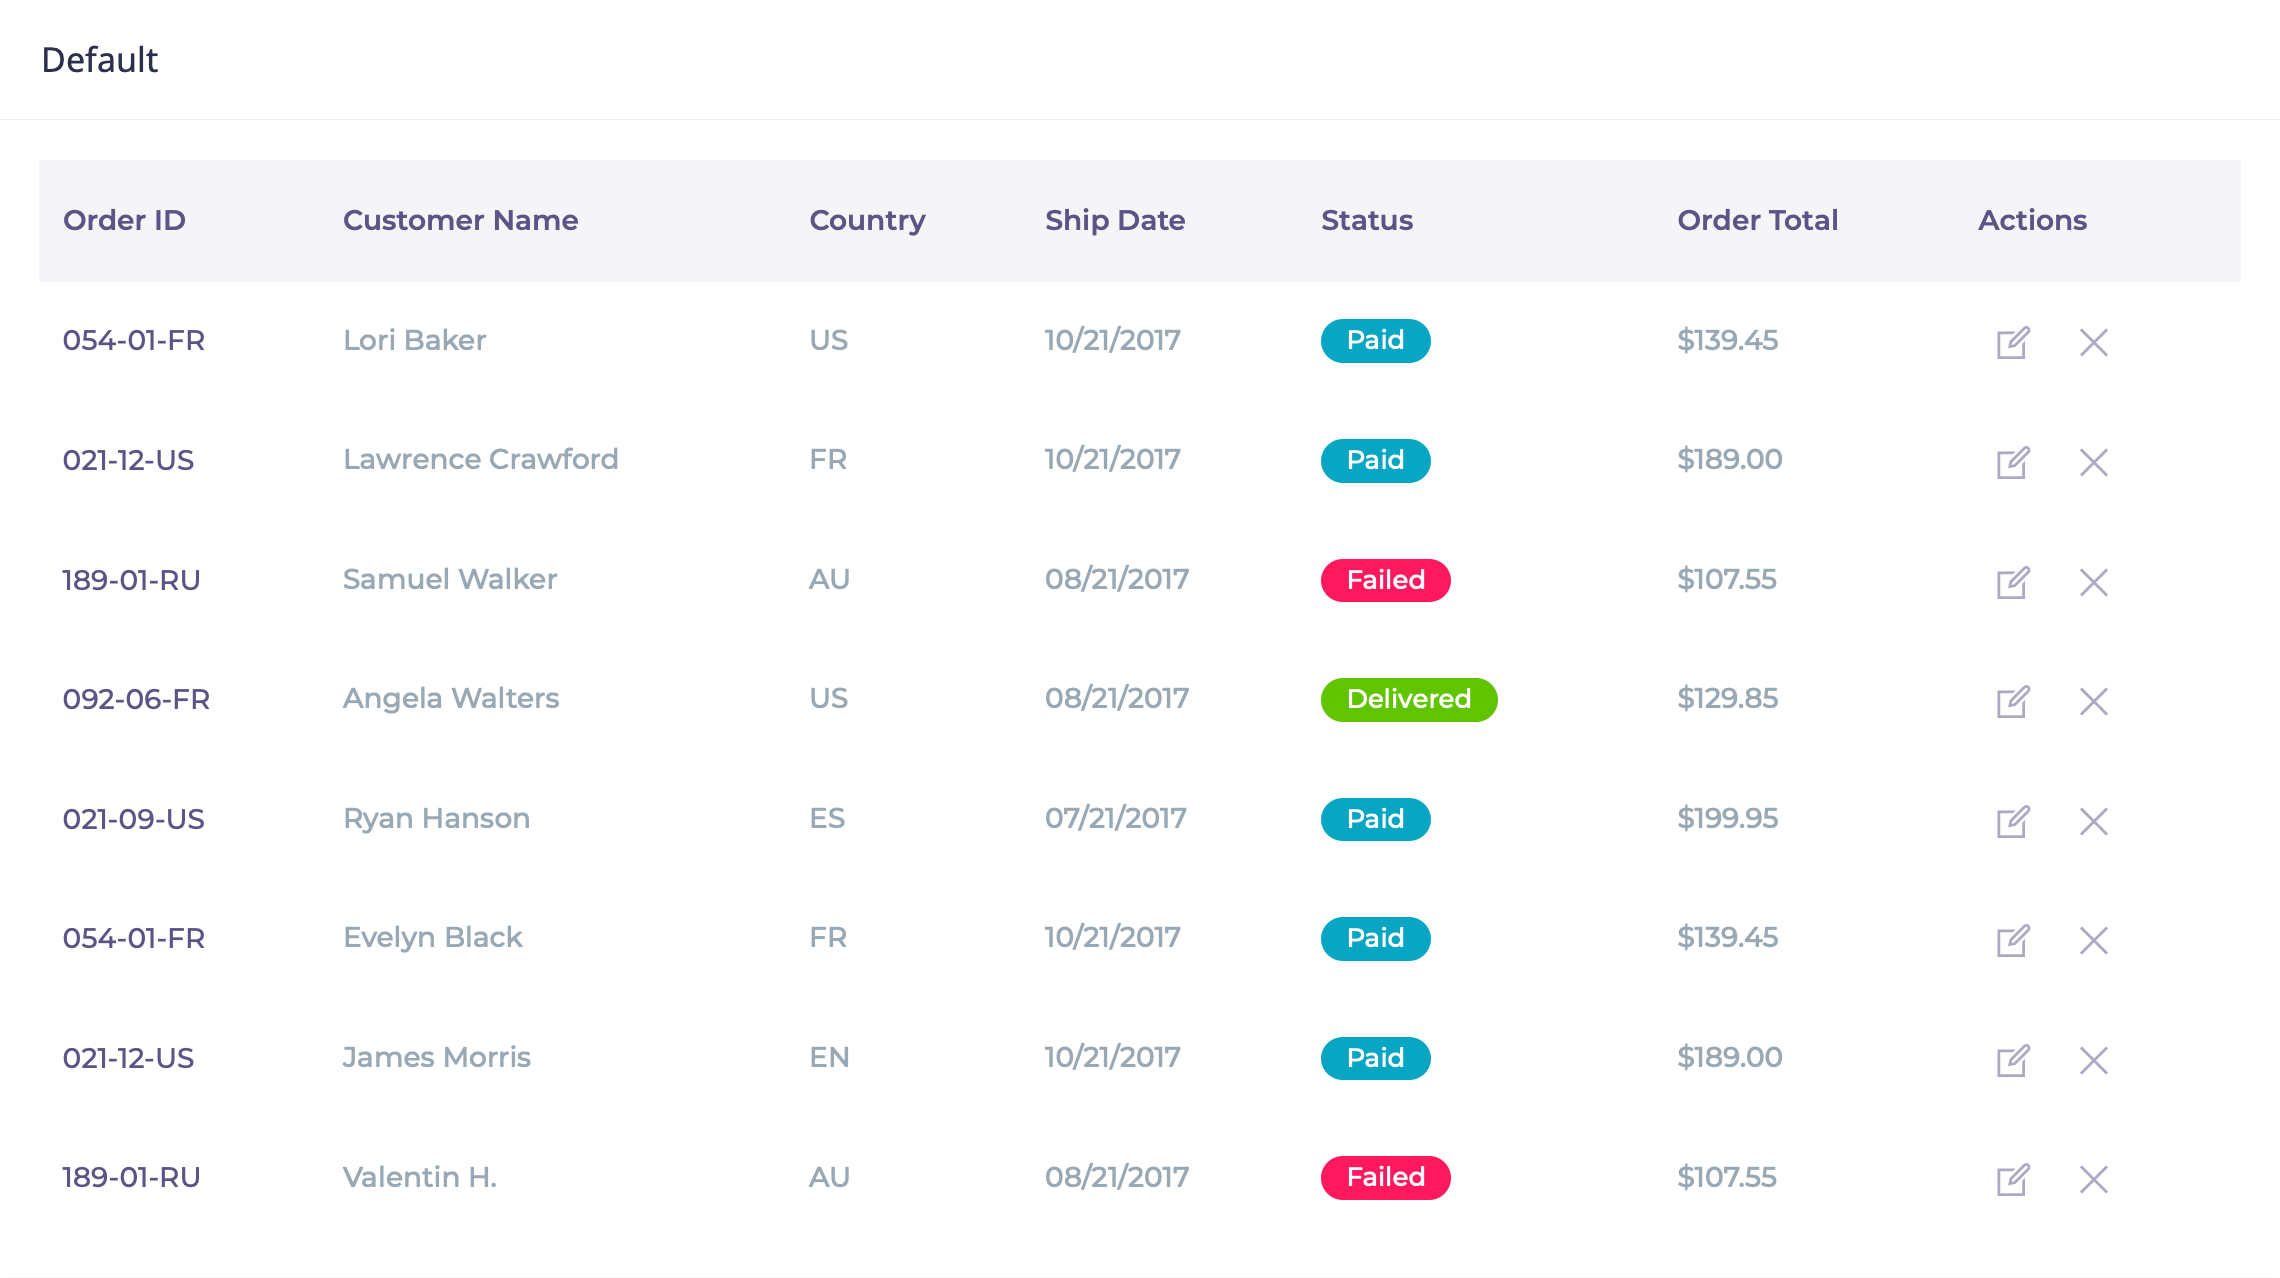 Default
Order ID Customer Name Country Ship Date Status Order Total Actions
054-01-FR Lori Baker US 10/21/2017 Paid $139.45
021-12-US Lawrence Crawford FR 10/21/2017 Paid $189.00
189-01-RU Samuel Walker AU 08/21/2017 Failed $107.55
092-06-FR Angela Walters US 08/21/2017 Delivered $129.85
021-09-US Ryan Hanson ES 07/21/2017 Paid $199.95
054-01-FR Evelyn Black FR 10/21/2017 Paid $139.45
021-12-US James Morris EN 10/21/2017 Paid $189.00
189-01-RU Valentin H. AU 08/21/2017 Failed $107.55